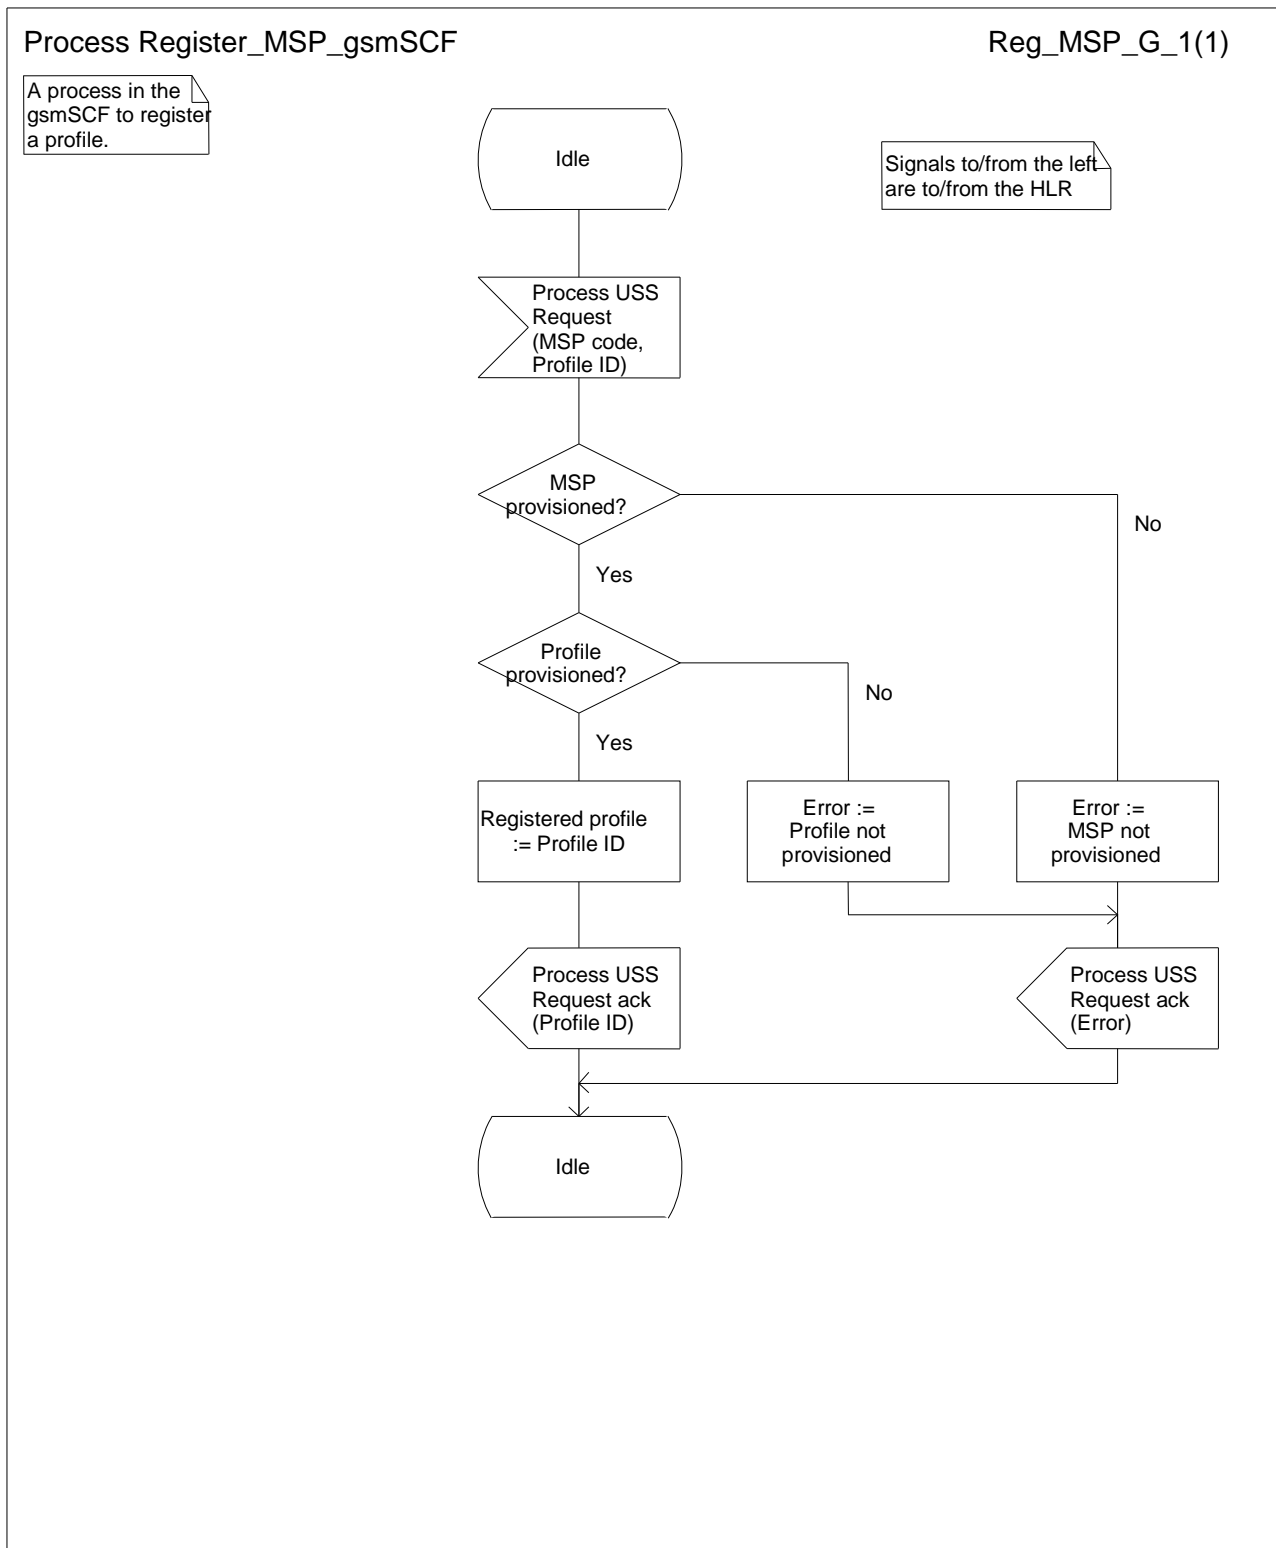 Process Register_MSP_gsmSCF
Reg_MSP_G_1(1)
A process in the
gsmSCF to register
a profile.
Idle
Signals to/from the left
are to/from the HLR
Process USS
Request
(MSP code,
Profile ID)
MSP
provisioned?
No
Yes
Profile
provisioned?
No
Yes
Registered profile
:= Profile ID
Error :=
Profile not
provisioned
Error :=
MSP not
provisioned
Process USS
Request ack
(Profile ID)
Process USS
Request ack
(Error)
Idle